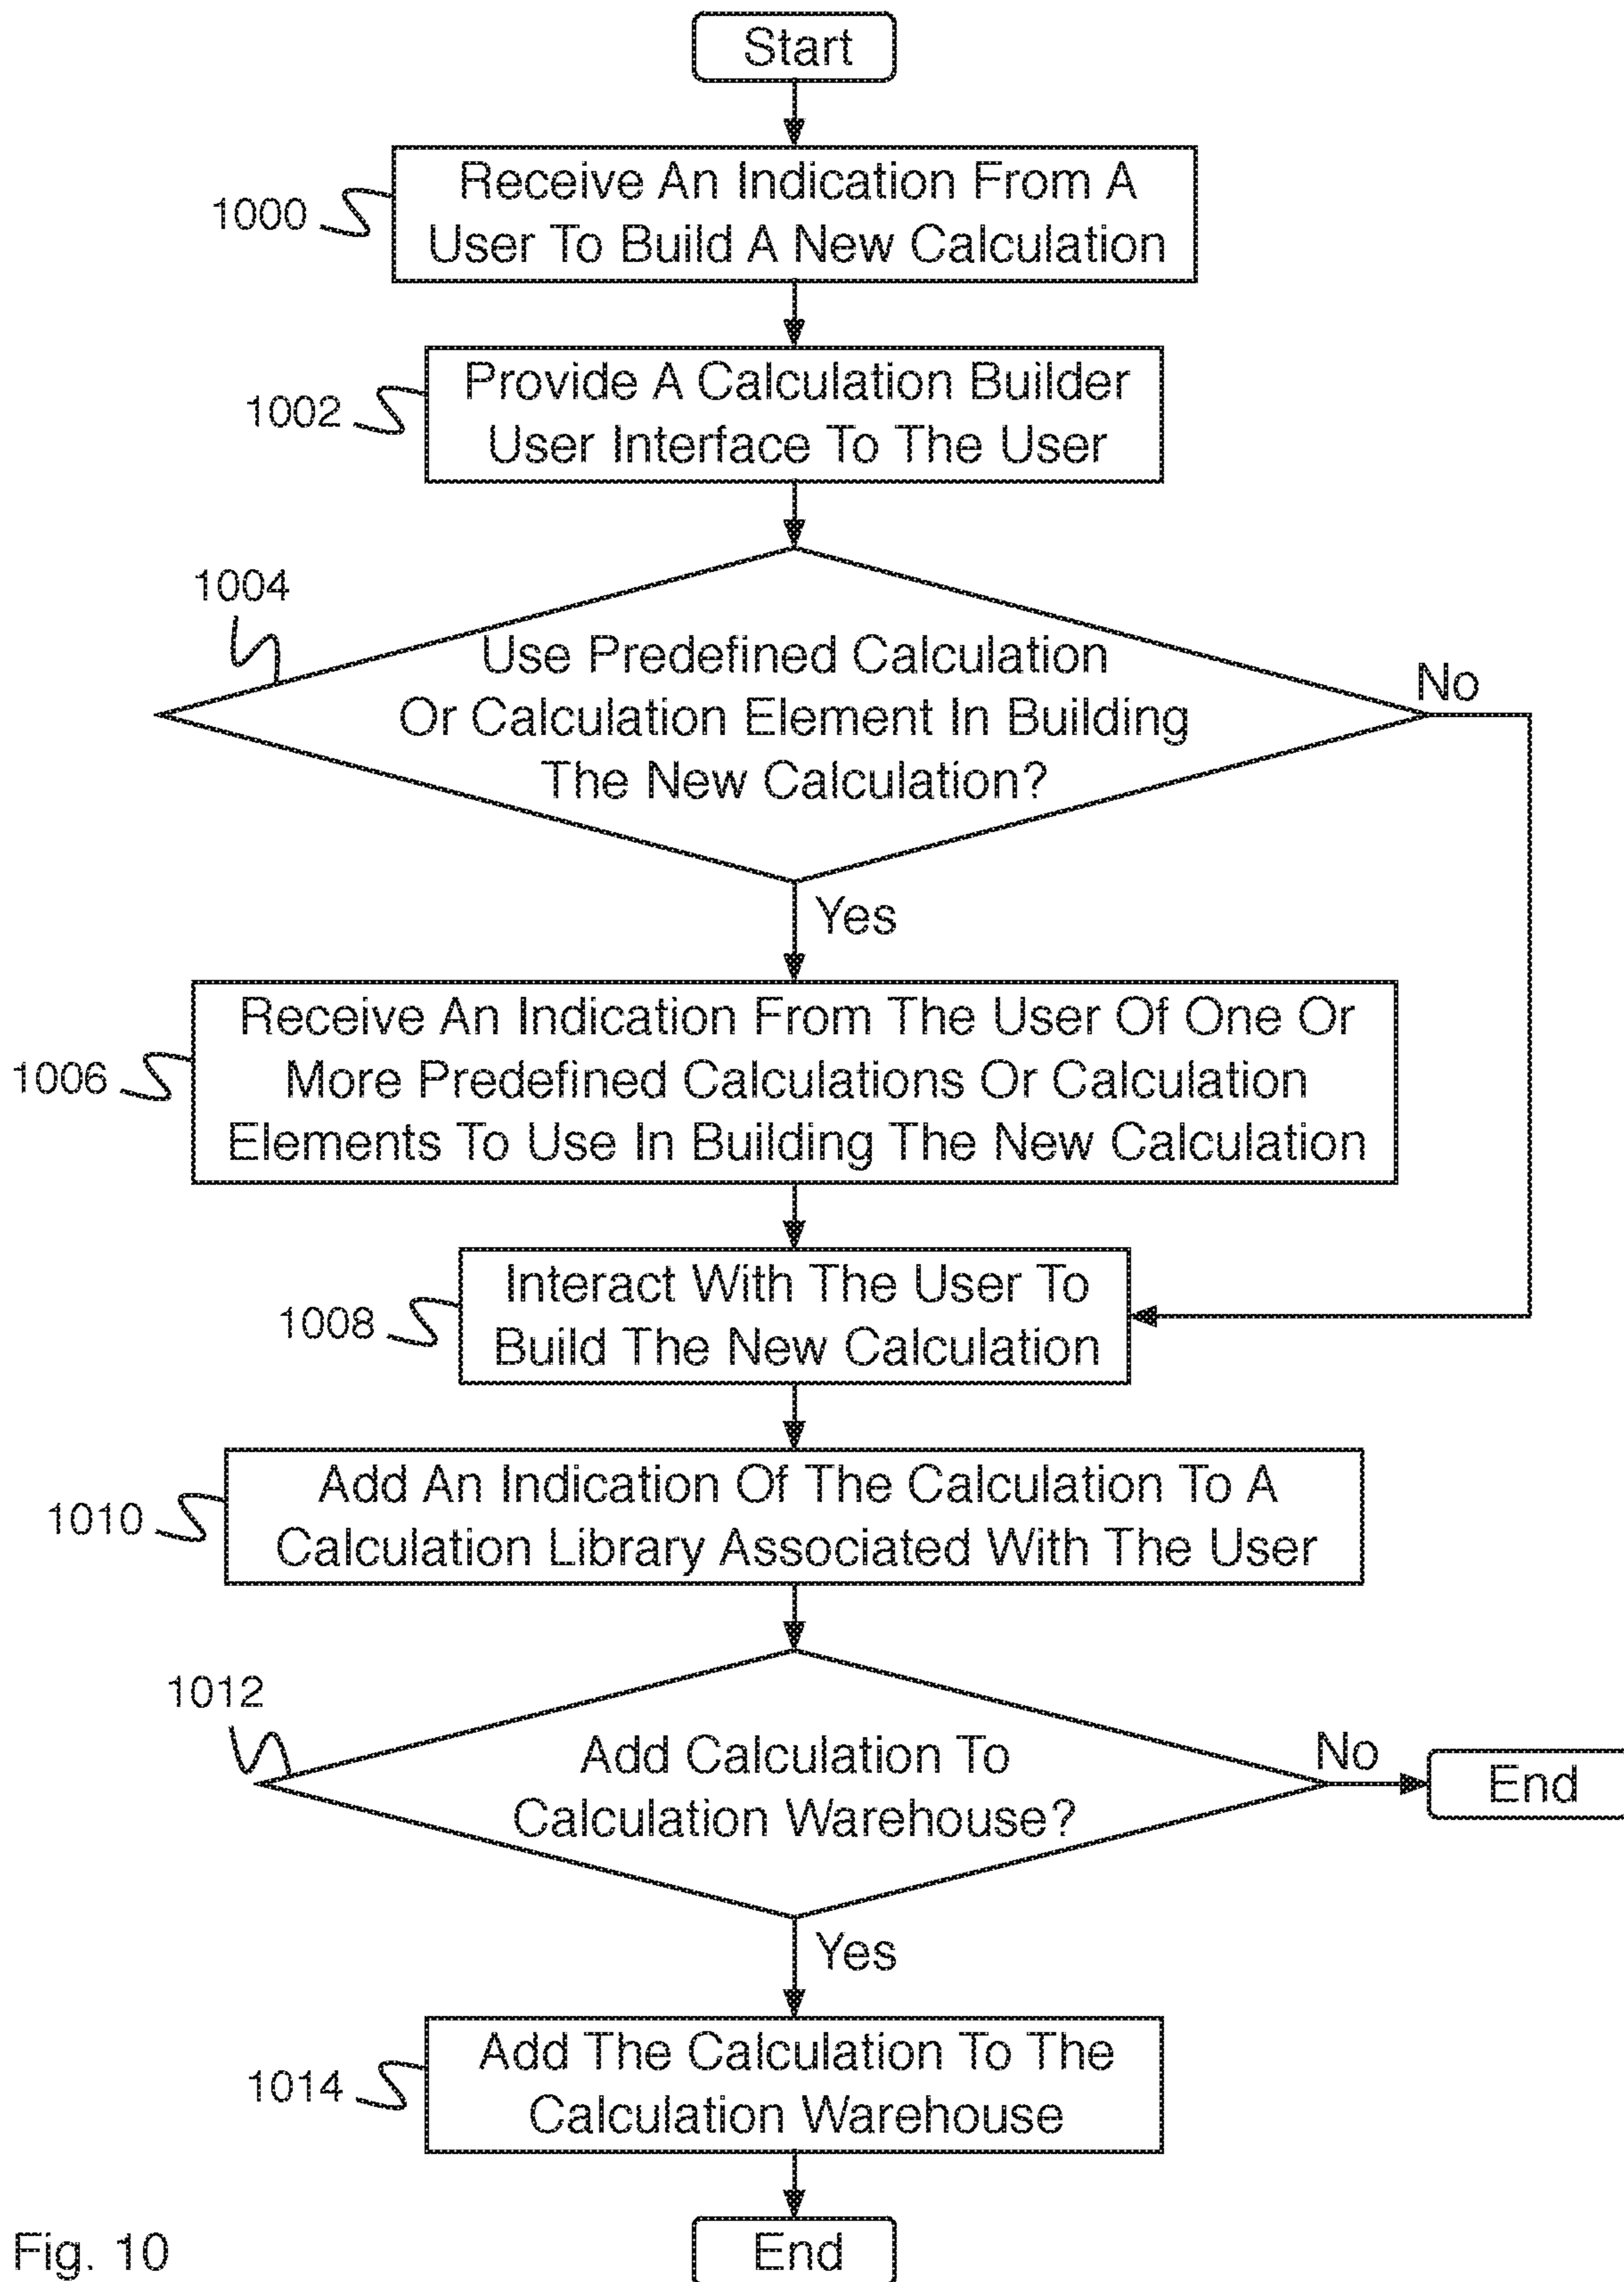 Start
1000
Receive An Indication From A
User To Build A New Calculation
1002
Provide A Calculation Builder
User Interface To The User
1004
Use Predefined Calculation
Or Calculation Element In Building
The New Calculation?
No
Yes
1006
Receive An Indication From The User Of One Or
More Predefined Calculations Or Calculation
Elements To Use In Building The New Calculation
1008
Interact With The User To
Build The New Calculation
1010
Add An Indication Of The Calculation To A
Calculation Library Associated With The User
1012
Add Calculation To
Calculation Warehouse?
No
End
Yes
1014
Add The Calculation To The
Calculation Warehouse
End
Fig. 10